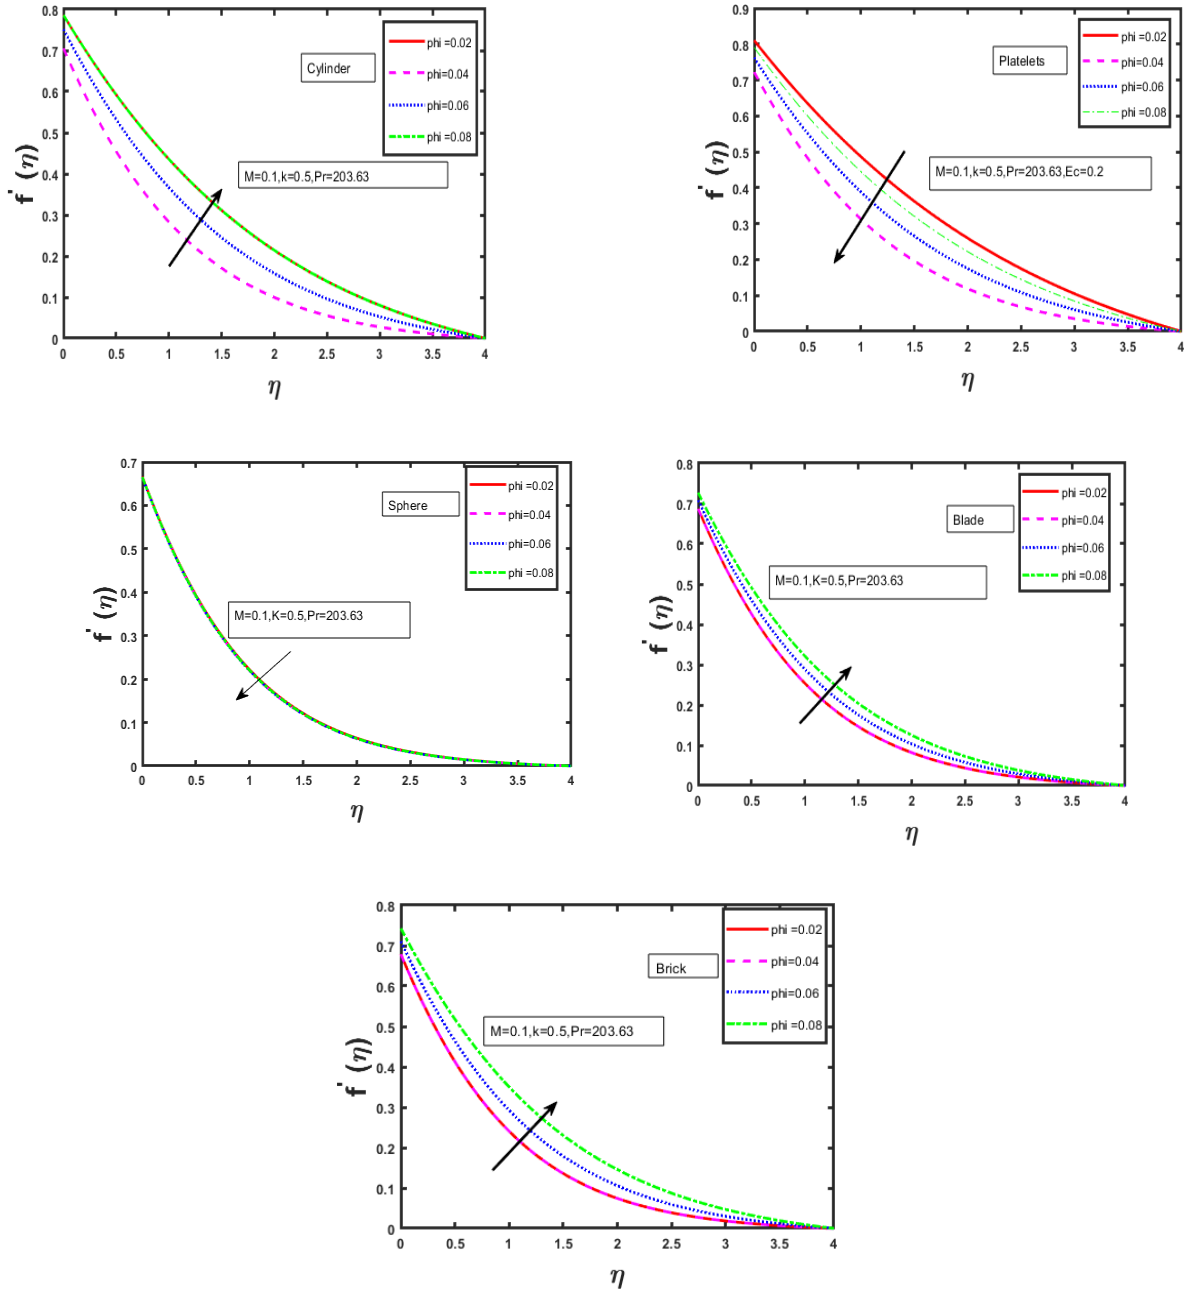 Cylinder
phi =0.02
phi=0.04
phi=0.06
phi =0.08
M=0.1,k=0.5,Pr=203.63
f' (η)
0.8
0.7
0.6
0.5
0.4
0.3
0.2
0.1
0
0 0.5 1 1.5 2 2.5 3 3.5 4
η
Platelets
phi =0.02
phi=0.04
phi=0.06
phi =0.08
M=0.1,k=0.5,Pr=203.63,Ec=0.2
f' (η)
0.9
0.8
0.7
0.6
0.5
0.4
0.3
0.2
0.1
0
0 0.5 1 1.5 2 2.5 3 3.5 4
η
Sphere
phi =0.02
phi=0.04
phi=0.06
phi =0.08
M=0.1,K=0.5,Pr=203.63
f' (η)
0.7
0.6
0.5
0.4
0.3
0.2
0.1
0
0 0.5 1 1.5 2 2.5 3 3.5 4
η
Blade
phi =0.02
phi=0.04
phi=0.06
phi =0.08
M=0.1,K=0.5,Pr=203.63
f' (η)
0.8
0.7
0.6
0.5
0.4
0.3
0.2
0.1
0
0 0.5 1 1.5 2 2.5 3 3.5 4
η
Brick
phi =0.02
phi=0.04
phi=0.06
phi =0.08
M=0.1,k=0.5,Pr=203.63
f' (η)
0.8
0.7
0.6
0.5
0.4
0.3
0.2
0.1
0
0 0.5 1 1.5 2 2.5 3 3.5 4
η